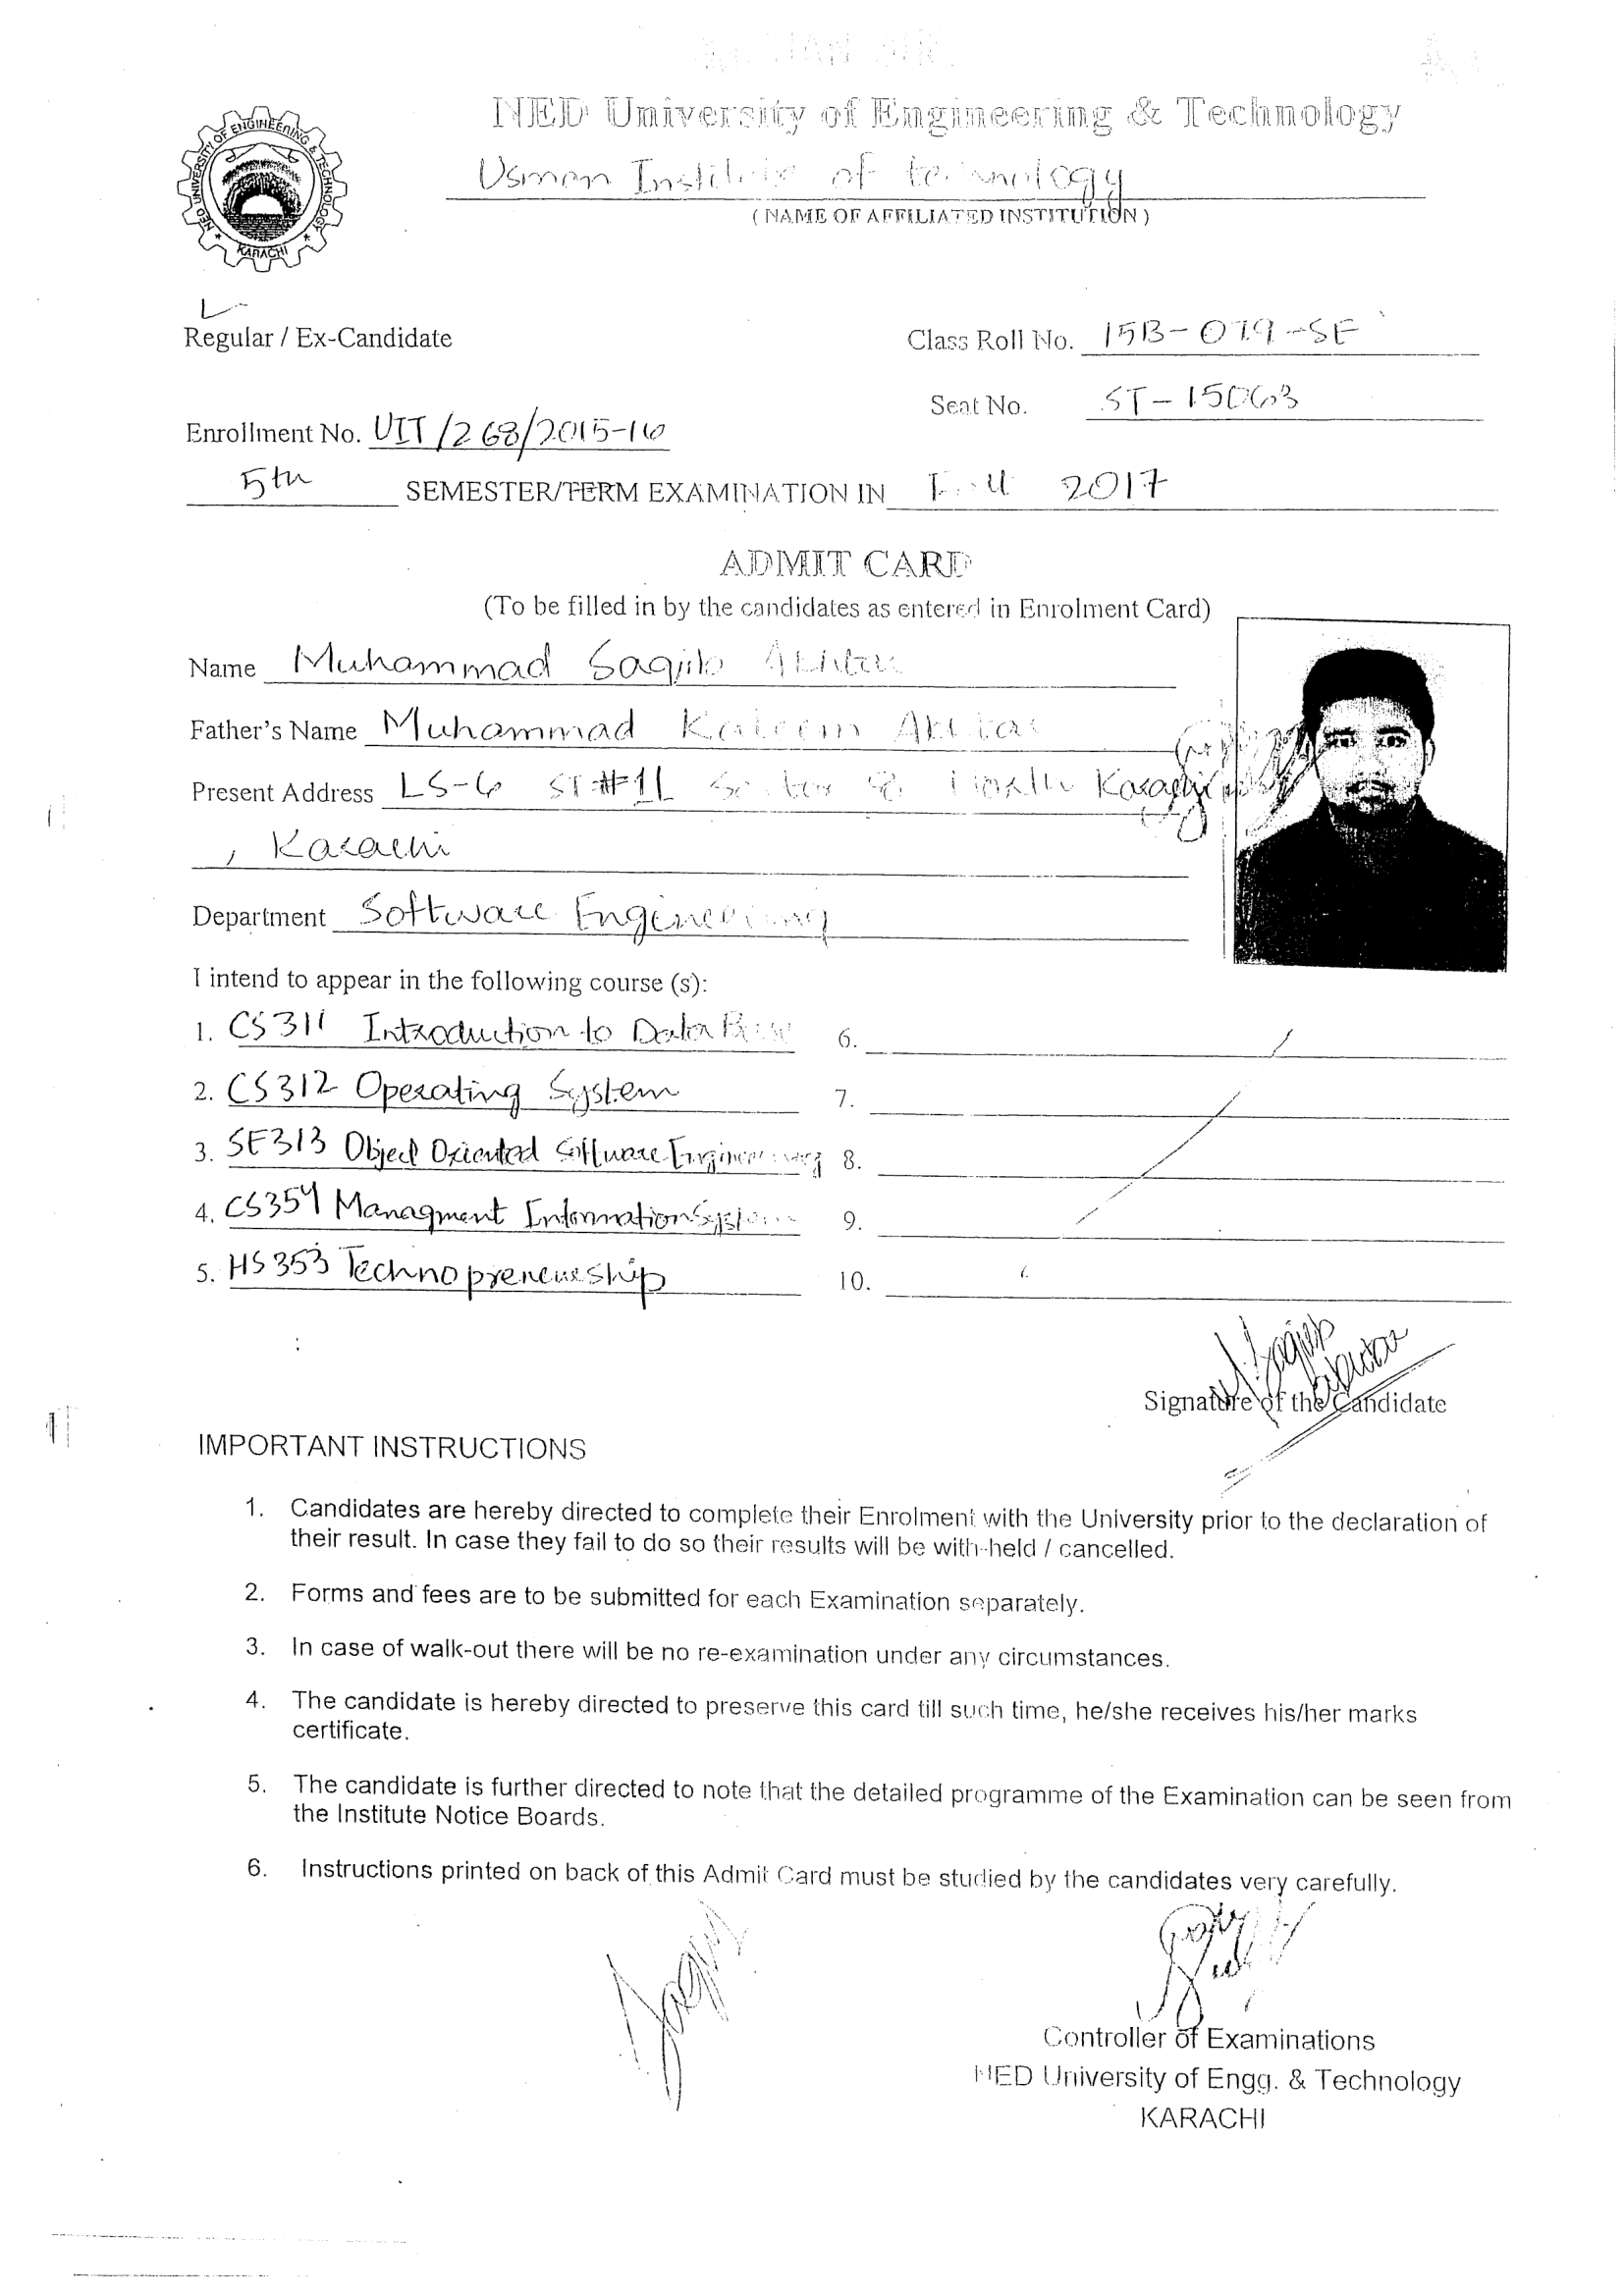 NED University of Engineering & Technology
Usman Institute of technology
( NAME OF AFFILIATED INSTITUTION )
NED UNIVERSITY OF ENGINEERING & TECHNOLOGY
KARACHI
Regular / Ex-Candidate
Class Roll No. 15B-079-SE
Seat No. ST-15063
Enrollment No. UIT/268/2015-16
5th SEMESTER/TERM EXAMINATION IN Fall 2017
ADMIT CARD
(To be filled in by the candidates as entered in Enrolment Card)
Name Muhammad Saqib Akhtar
Father's Name Muhammad Kaleem Akhtar
Present Address LS-6 ST#11 Sector 8 North Karachi
, Karachi
Department Software Engineering
I intend to appear in the following course (s):
1. CS311 Introduction to Data Base 6.
2. CS312 Operating System 7.
3. SE313 Object Oriented Software Engineering 8.
4. CS354 Managment Information System 9.
5. HS353 Technopreneuship 10.
M.Saqib
Akhtar
Signature of the Candidate
IMPORTANT INSTRUCTIONS
1. Candidates are hereby directed to complete their Enrolment with the University prior to the declaration of
their result. In case they fail to do so their results will be with-held / cancelled.
2. Forms and fees are to be submitted for each Examination separately.
3. In case of walk-out there will be no re-examination under any circumstances.
4. The candidate is hereby directed to preserve this card till such time, he/she receives his/her marks
certificate.
5. The candidate is further directed to note that the detailed programme of the Examination can be seen from
the Institute Notice Boards.
6. Instructions printed on back of this Admit Card must be studied by the candidates very carefully.
Controller of Examinations
NED University of Engg. & Technology
KARACHI